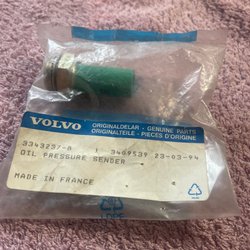 VOLVO
ORIGINALDELAR - GENUINE PARTS
ORIGINALTEILE - PIECES D'ORIGINE
3343237-8 1 3409539 23-03-94
OIL PRESSURE SENDER
MADE IN FRANCE